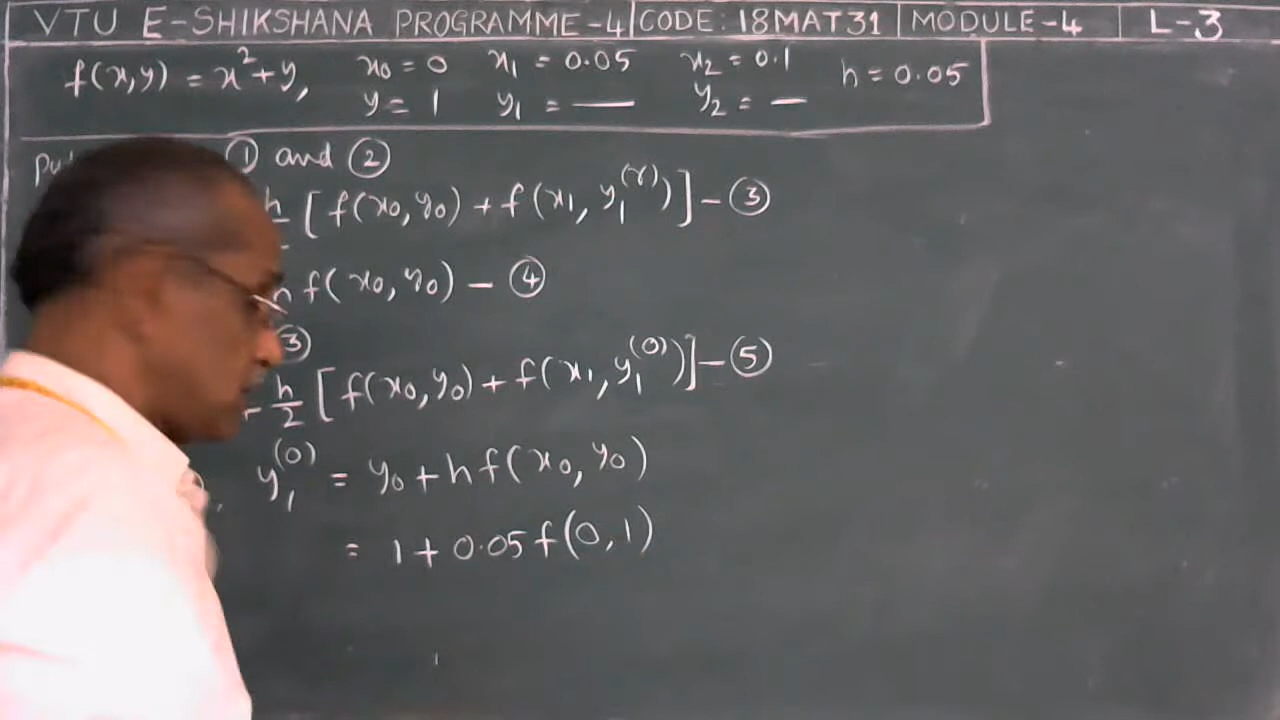 VTU E-SHIKSHANA PROGRAMME-4 CODE: 18MAT31 MODULE-4 L-3
f(x,y) = x²+y, x₀ = 0 x₁ = 0.05 x₂ = 0.1 h = 0.05
y = 1 y₁ = — y₂ = —
① and ②
h/2 [f(x₀,y₀) + f(x₁, y₁^(r))] - ③
h f(x₀, y₀) - ④
③
h/2 [f(x₀,y₀) + f(x₁, y₁^(0))] - ⑤
y₁^(0) = y₀ + h f(x₀, y₀)
= 1 + 0.05 f(0,1)